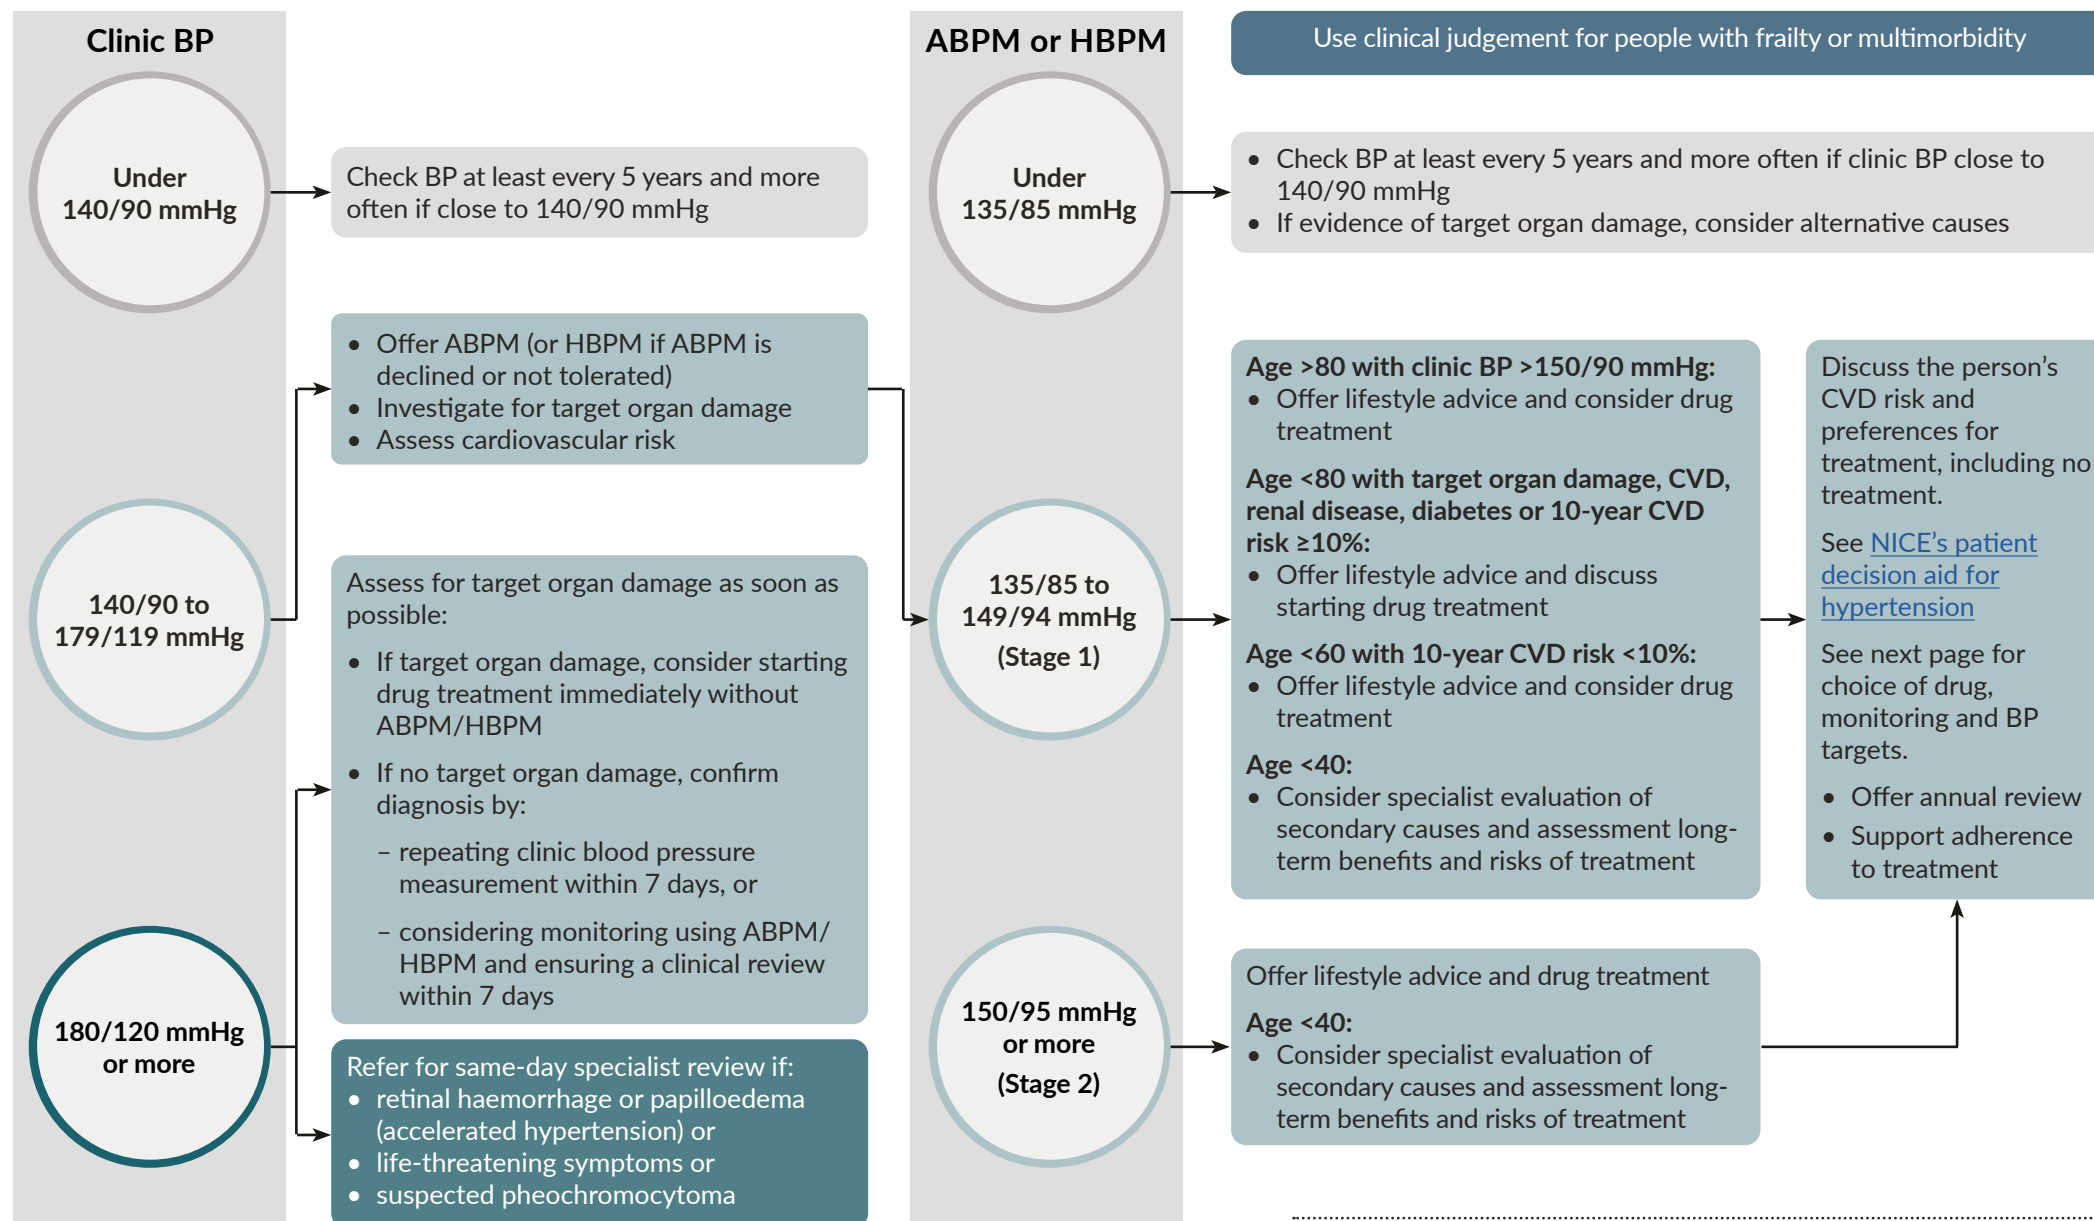 Clinic BP
Under
140/90 mmHg
Check BP at least every 5 years and more
often if close to 140/90 mmHg
140/90 to
179/119 mmHg
• Offer ABPM (or HBPM if ABPM is
declined or not tolerated)
• Investigate for target organ damage
• Assess cardiovascular risk
180/120 mmHg
or more
Assess for target organ damage as soon as
possible:
• If target organ damage, consider starting
drug treatment immediately without
ABPM/HBPM
• If no target organ damage, confirm
diagnosis by:
– repeating clinic blood pressure
measurement within 7 days, or
– considering monitoring using ABPM/
HBPM and ensuring a clinical review
within 7 days
Refer for same-day specialist review if:
• retinal haemorrhage or papilloedema
(accelerated hypertension) or
• life-threatening symptoms or
• suspected pheochromocytoma
ABPM or HBPM
Use clinical judgement for people with frailty or multimorbidity
Under
135/85 mmHg
• Check BP at least every 5 years and more often if clinic BP close to
140/90 mmHg
• If evidence of target organ damage, consider alternative causes
135/85 to
149/94 mmHg
(Stage 1)
Age >80 with clinic BP >150/90 mmHg:
• Offer lifestyle advice and consider drug
treatment
Age <80 with target organ damage, CVD,
renal disease, diabetes or 10-year CVD
risk ≥10%:
• Offer lifestyle advice and discuss
starting drug treatment
Age <60 with 10-year CVD risk <10%:
• Offer lifestyle advice and consider drug
treatment
Age <40:
• Consider specialist evaluation of
secondary causes and assessment long-
term benefits and risks of treatment
Discuss the person's
CVD risk and
preferences for
treatment, including no
treatment.
See NICE's patient
decision aid for
hypertension
See next page for
choice of drug,
monitoring and BP
targets.
• Offer annual review
• Support adherence
to treatment
150/95 mmHg
or more
(Stage 2)
Offer lifestyle advice and drug treatment
Age <40:
• Consider specialist evaluation of
secondary causes and assessment long-
term benefits and risks of treatment